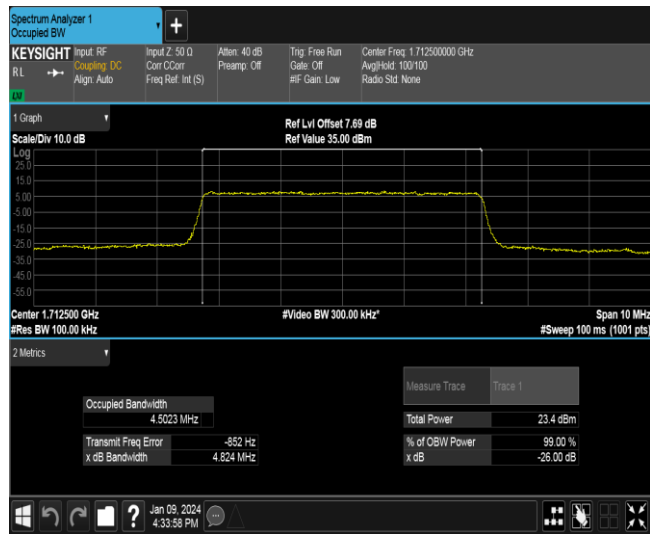 Spectrum Analyzer 1
Occupied BW
+
KEYSIGHT
RL
Input: RF
Coupling: DC
Align: Auto
Input Z: 50 Ω
Corr CCorr
Freq Ref: Int (S)
Atten: 40 dB
Preamp: Off
Trig: Free Run
Gate: Off
#IF Gain: Low
Center Freq: 1.712500000 GHz
Avg|Hold: 100/100
Radio Std: None
1 Graph
Scale/Div 10.0 dB
Ref Lvl Offset 7.69 dB
Ref Value 35.00 dBm
Log
25.0
15.0
5.00
-5.00
-15.0
-25.0
-35.0
-45.0
-55.0
Center 1.712500 GHz
#Res BW 100.00 kHz
#Video BW 300.00 kHz*
Span 10 MHz
#Sweep 100 ms (1001 pts)
2 Metrics
Measure Trace Trace 1
Occupied Bandwidth
4.5023 MHz
Total Power 23.4 dBm
Transmit Freq Error -852 Hz
% of OBW Power 99.00 %
x dB Bandwidth 4.824 MHz
x dB -26.00 dB
?
Jan 09, 2024
4:33:58 PM